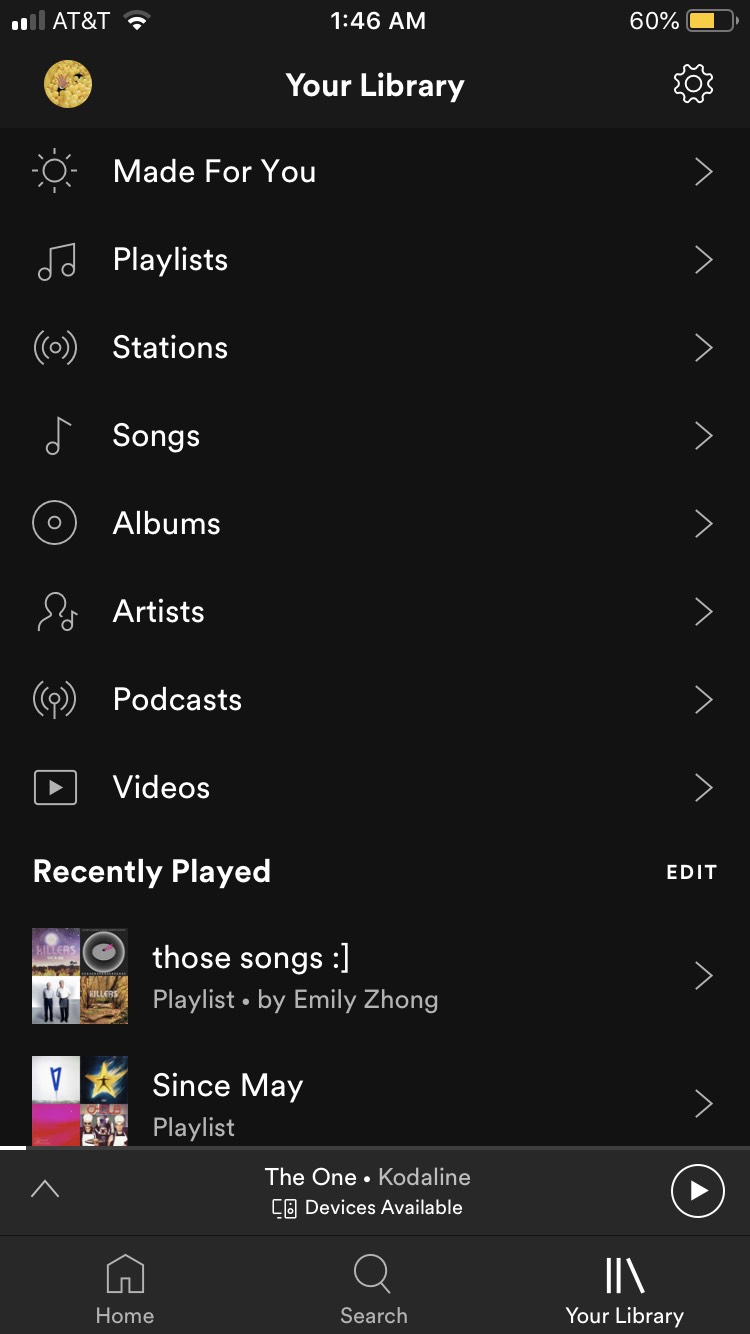 AT&T 1:46 AM 60%
Your Library
Made For You
Playlists
Stations
Songs
Albums
Artists
Podcasts
Videos
Recently Played EDIT
KILLERS
KILLERS
those songs :]
Playlist • by Emily Zhong
Since May
Playlist
The One • Kodaline
Devices Available
Home Search Your Library